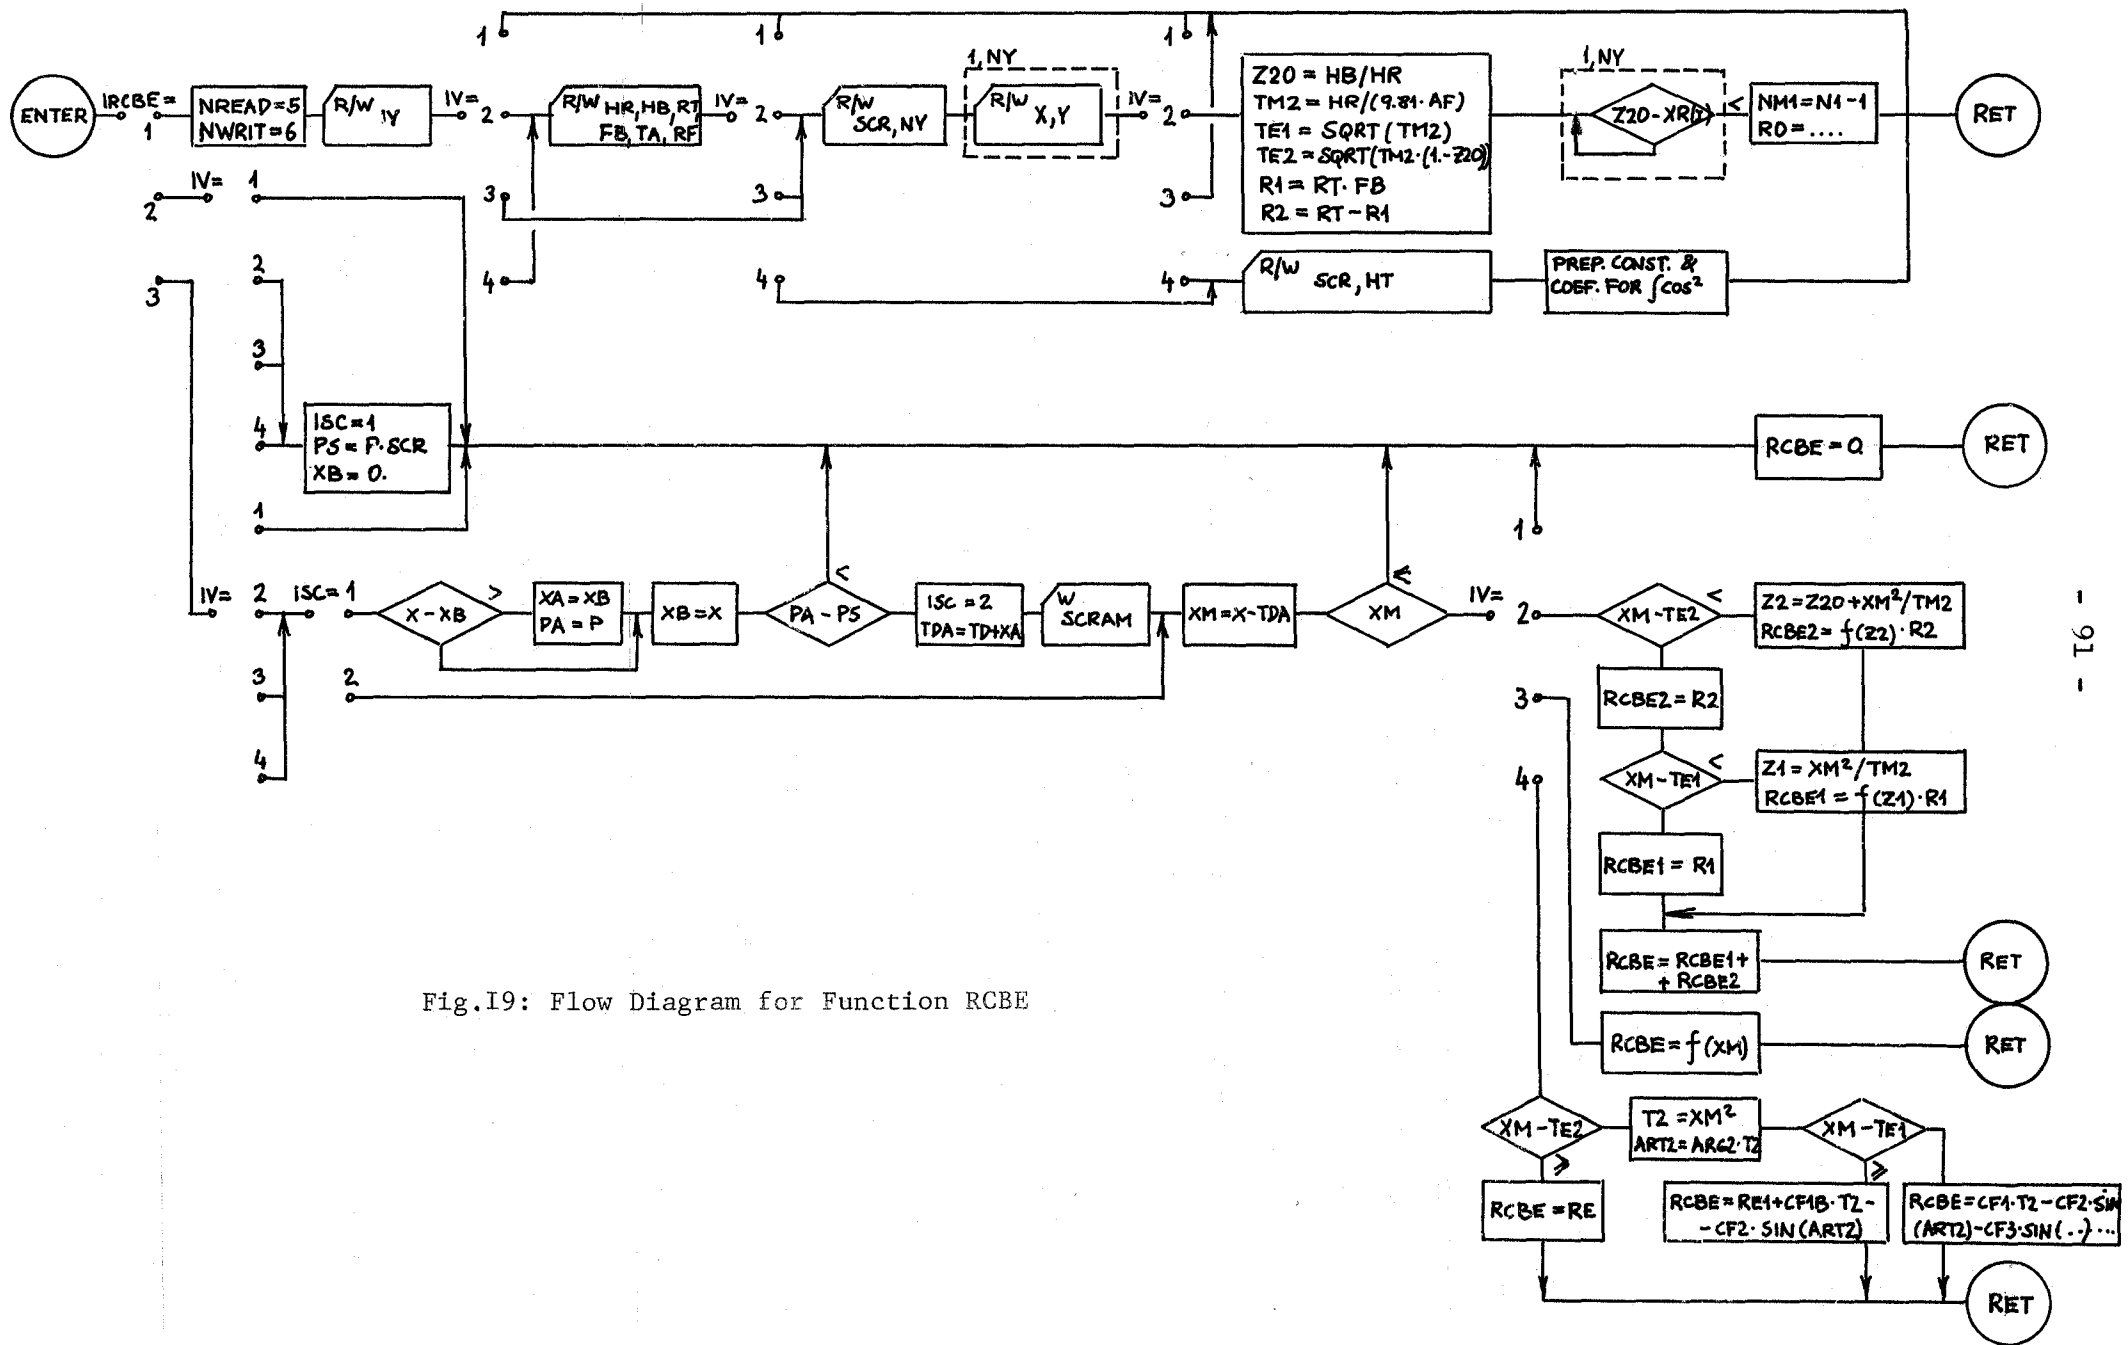 1
1
1
1, NY
1, NY
ENTER
IRCBE =
1
NREAD=5
NWRIT=6
R/W
IV
IV=
2
R/W HR, HB, RT
FB, TA, RF
IV=
2
R/W
SCR, NY
R/W
X, Y
IV=
2
Z20 = HB/HR
TM2 = HR/(9.81·AF)
TE1 = SQRT(TM2)
TE2 = SQRT(TM2·(1.-Z20))
R1 = RT·FB
R2 = RT-R1
Z20-XR(I)
<
NM1=N1-1
RO=....
RET
2
IV=
1
3
3
3
3
2
4
4
4
R/W
SCR, HT
PREP. CONST. &
COEF. FOR ∫cos²
3
4
ISC=1
PS = P·SCR
XB = 0.
RCBE = 0
RET
1
1
IV=
2
ISC=
1
X-XB
>
XA = XB
PA = P
XB = X
PA-PS
<
ISC = 2
TDA=TD+XA
W
SCRAM
XM=X-TDA
XM
≤
IV=
2
XM-TE2
<
Z2=Z20+XM²/TM2
RCBE2= f(Z2)·R2
3
2
3
RCBE2=R2
4
4
XM-TE1
<
Z1=XM²/TM2
RCBE1 = f(Z1)·R1
RCBE1 = R1
RCBE= RCBE1+
+ RCBE2
RET
Fig.I9: Flow Diagram for Function RCBE
RCBE=f(XM)
RET
XM-TE2
≥
T2 = XM²
ART2=ARG2·T2
XM-TE1
≥
RCBE = RE
RCBE=RE1+CF1B·T2-
-CF2·SIN(ART2)
RCBE=CF1·T2-CF2·SIN
(ART2)-CF3·SIN(..)...
RET
- 91 -